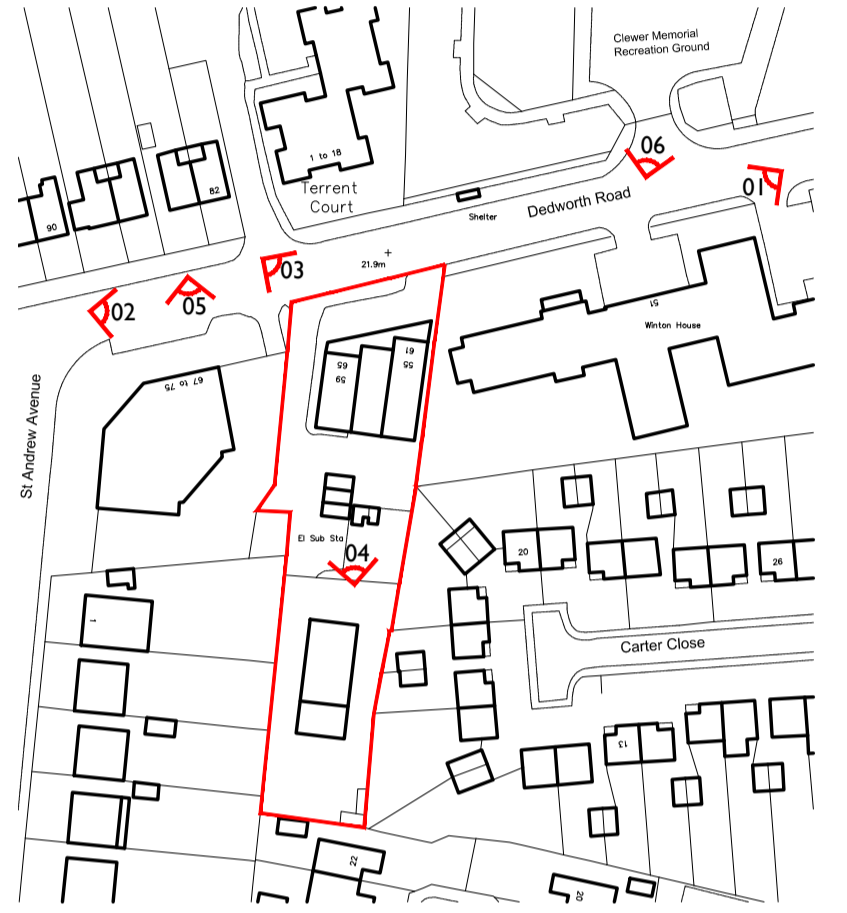 Clewer Memorial
Recreation Ground
06
01
1 to 18
Terrent
Court
82
90
Shelter
Dedworth Road
03
21.9m
02
05
51
Winton House
61
55
65
59
67 to 75
St Andrew Avenue
El Sub Sta
04
20
26
1
Carter Close
13
22
20